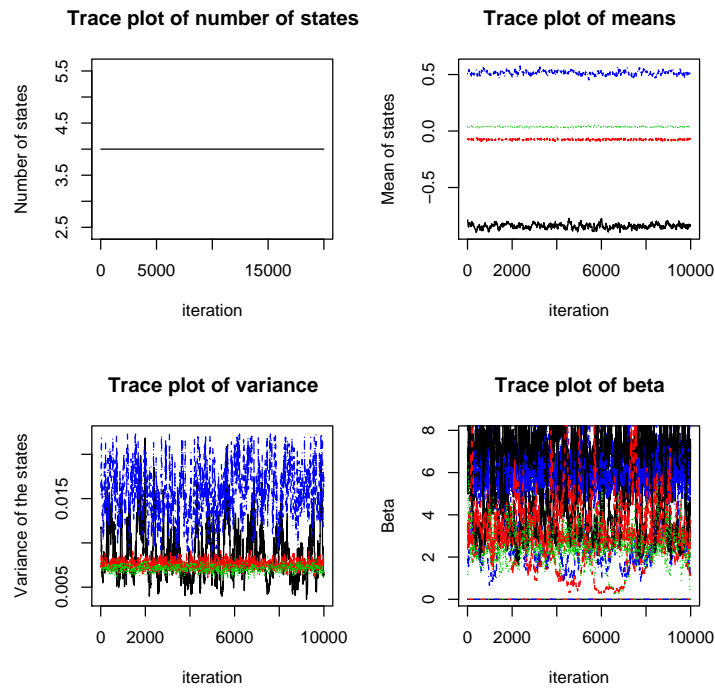 Trace plot of number of states
Number of states
5.5
4.5
3.5
2.5
0 5000 15000
iteration
Trace plot of means
Mean of states
0.5
0.0
−0.5
0 2000 6000 10000
iteration
Trace plot of variance
Variance of the states
0.015
0.005
0 2000 6000 10000
iteration
Trace plot of beta
Beta
8
6
4
2
0
0 2000 6000 10000
iteration